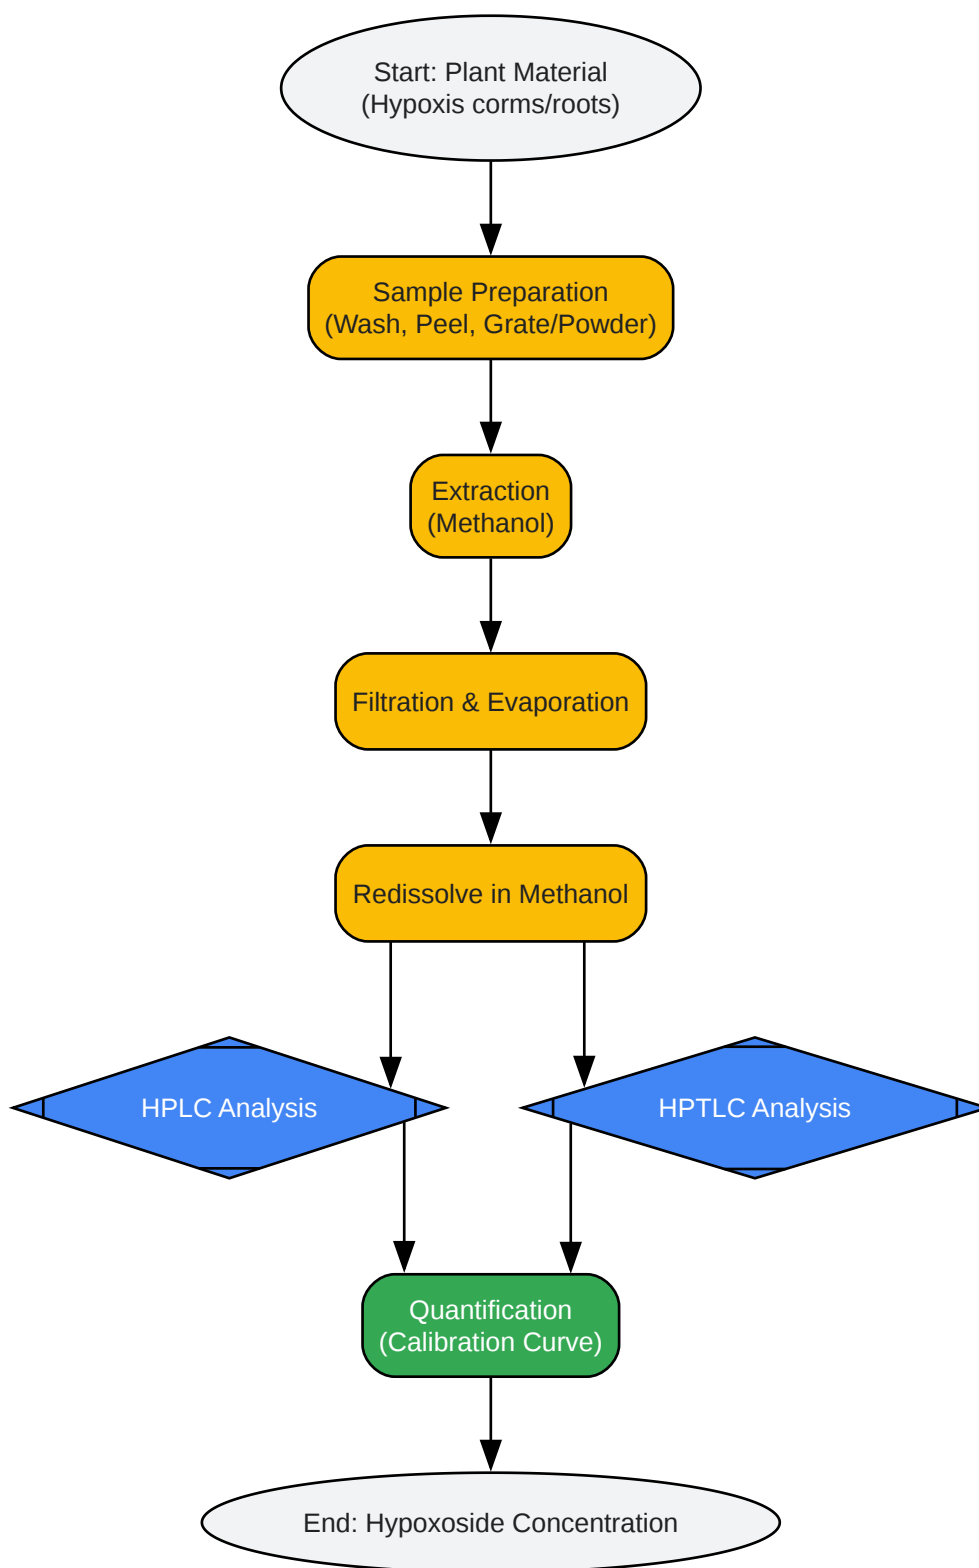 Start: Plant Material
(Hypoxis corms/roots)
Sample Preparation
(Wash, Peel, Grate/Powder)
Extraction
(Methanol)
Filtration & Evaporation
Redissolve in Methanol
HPLC Analysis
HPTLC Analysis
Quantification
(Calibration Curve)
End: Hypoxoside Concentration